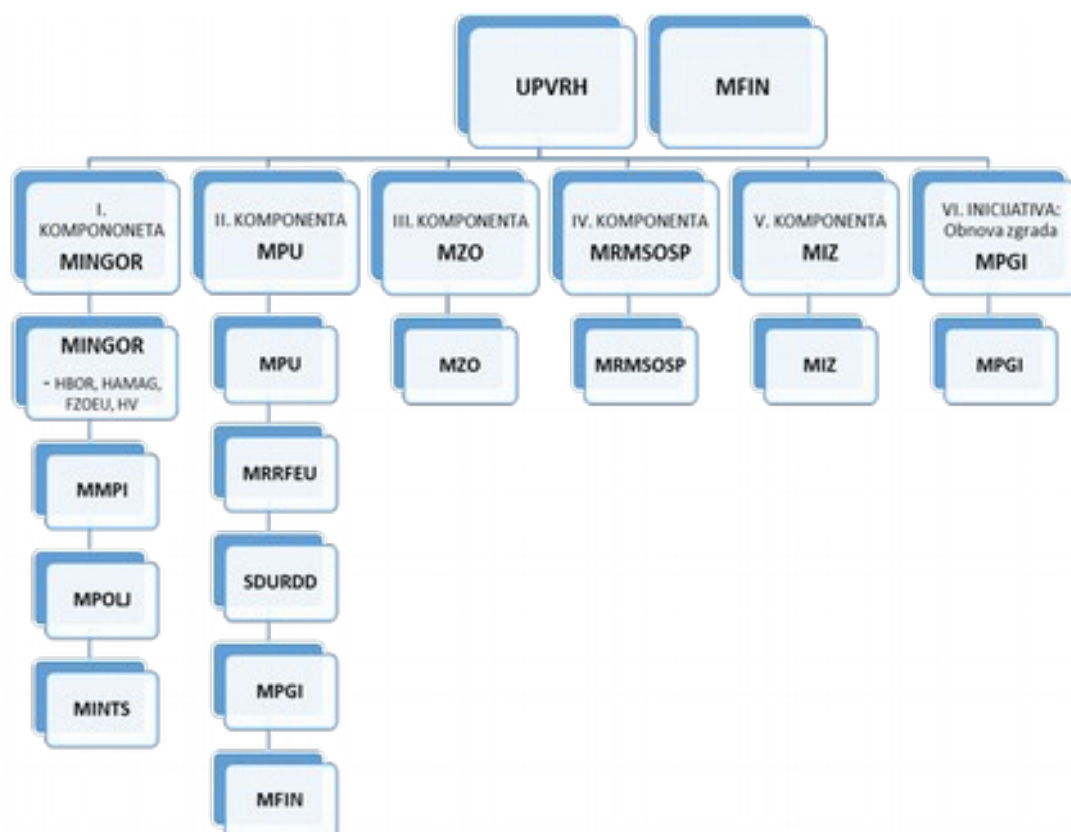 UPVRH
MFIN
I.
KOMPONONETA
MINGOR
II. KOMPONENTA
MPU
III. KOMPONENTA
MZO
IV. KOMPONENTA
MRMSOSP
V. KOMPONENTA
MIZ
VI. INICIJATIVA:
Obnova zgrada
MPGI
MINGOR
- HBOR, HAMAG,
FZOEU, HV
MMPI
MPOLJ
MINTS
MPU
MRRFEU
SDURDD
MPGI
MFIN
MZO
MRMSOSP
MIZ
MPGI